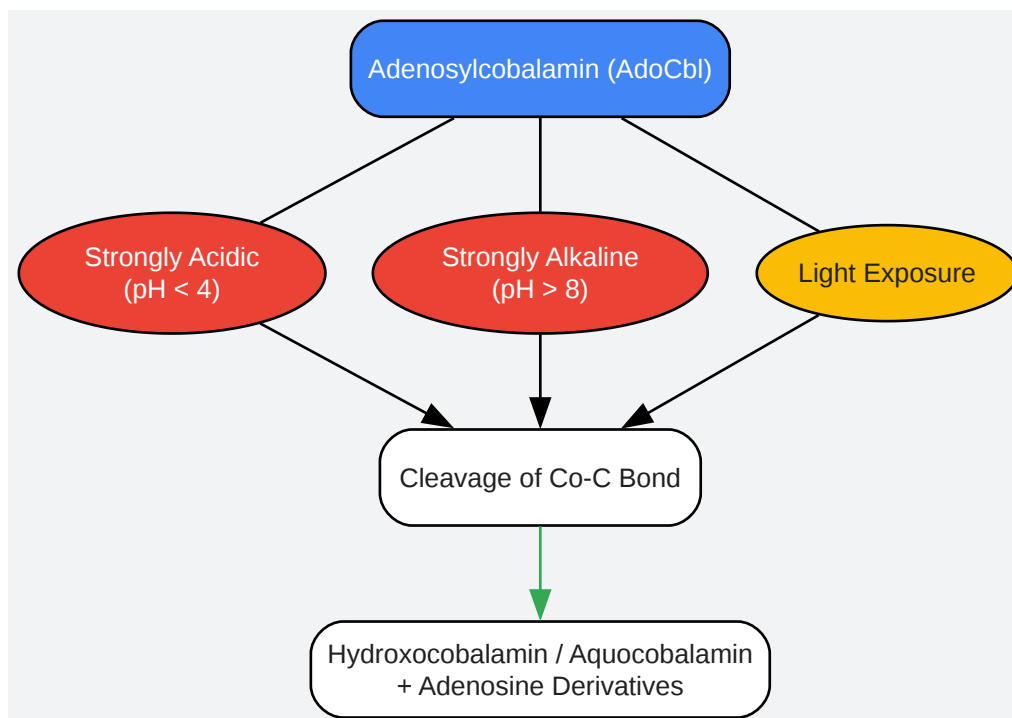 Adenosylcobalamin (AdoCbl)
Strongly Acidic
(pH < 4)
Strongly Alkaline
(pH > 8)
Light Exposure
Cleavage of Co-C Bond
Hydroxocobalamin / Aquocobalamin
+ Adenosine Derivatives